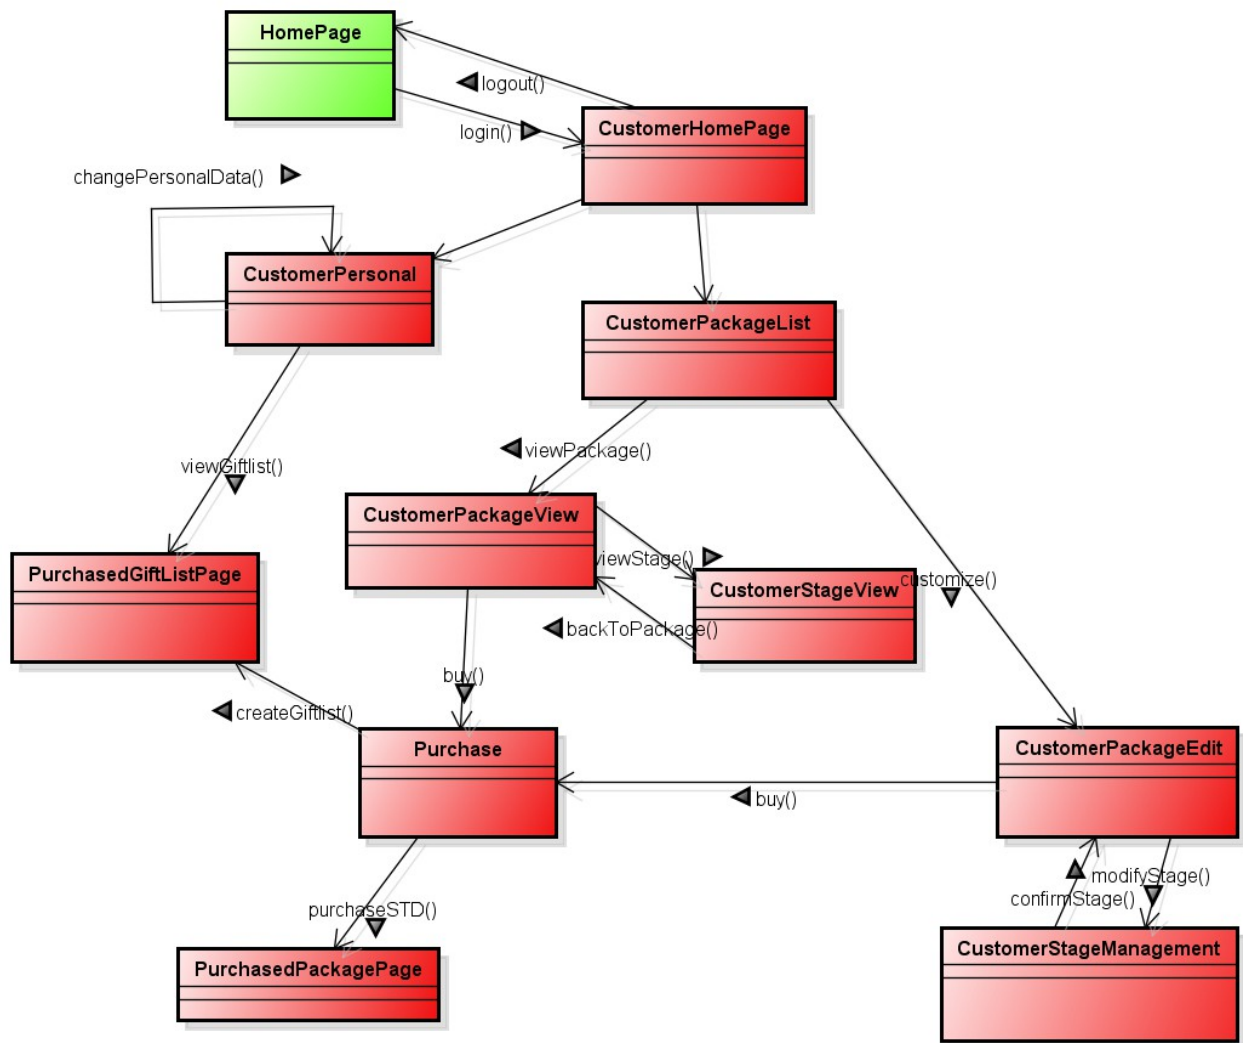 HomePage
logout()
login()
CustomerHomePage
changePersonalData()
CustomerPersonal
CustomerPackageList
viewPackage()
viewGiftlist()
CustomerPackageView
viewStage()
PurchasedGiftListPage
CustomerStageView
customize()
backToPackage()
buy()
createGiftlist()
Purchase
CustomerPackageEdit
buy()
modifyStage()
confirmStage()
purchaseSTD()
CustomerStageManagement
PurchasedPackagePage